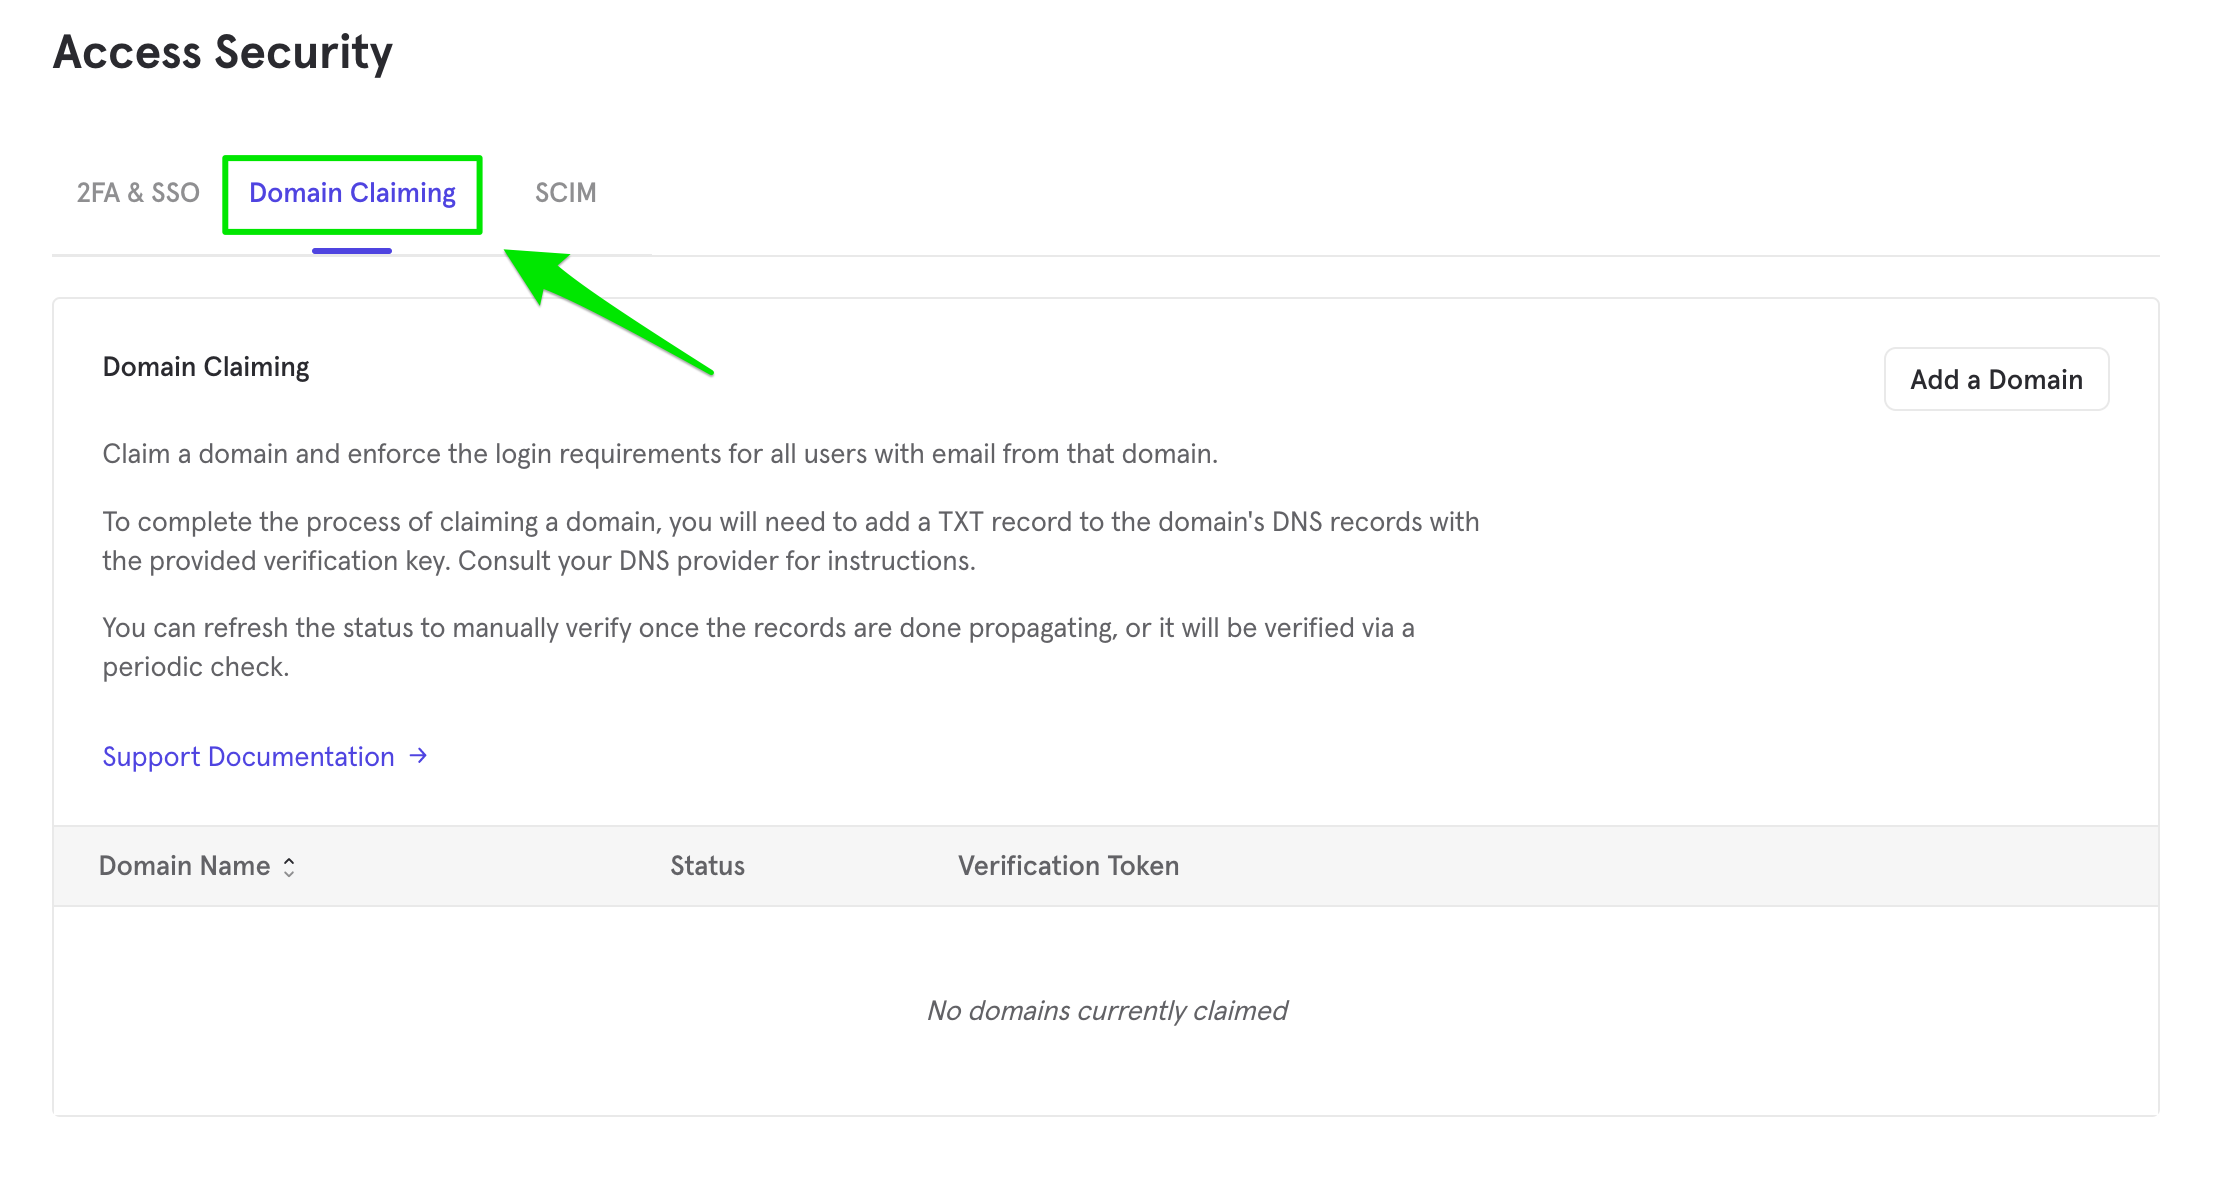 Access Security
2FA & SSO
Domain Claiming
SCIM
Domain Claiming
Add a Domain
Claim a domain and enforce the login requirements for all users with email from that domain.
To complete the process of claiming a domain, you will need to add a TXT record to the domain's DNS records with
the provided verification key. Consult your DNS provider for instructions.
You can refresh the status to manually verify once the records are done propagating, or it will be verified via a
periodic check.
Support Documentation →
Domain Name
Status
Verification Token
No domains currently claimed